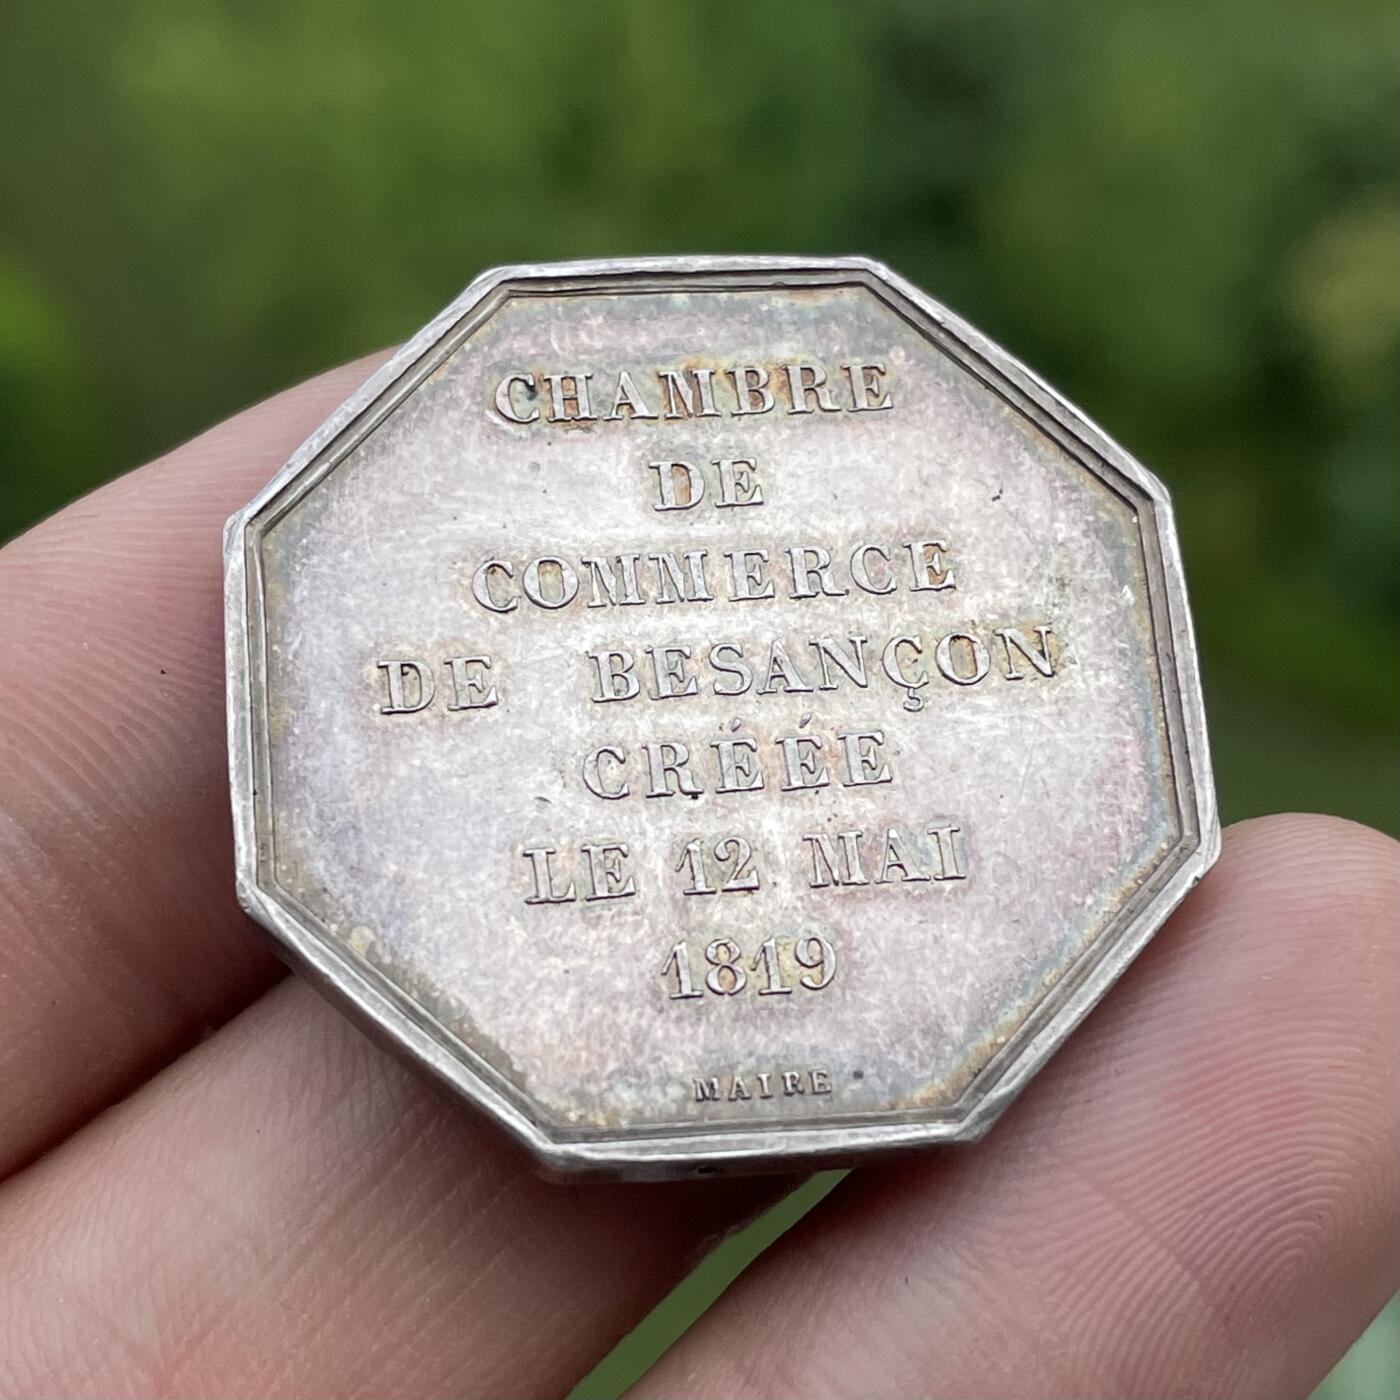 CHAMBRE
DE
COMMERCE
DE BESANÇON
CRÉÉE
LE 12 MAI
1819
MAIRE